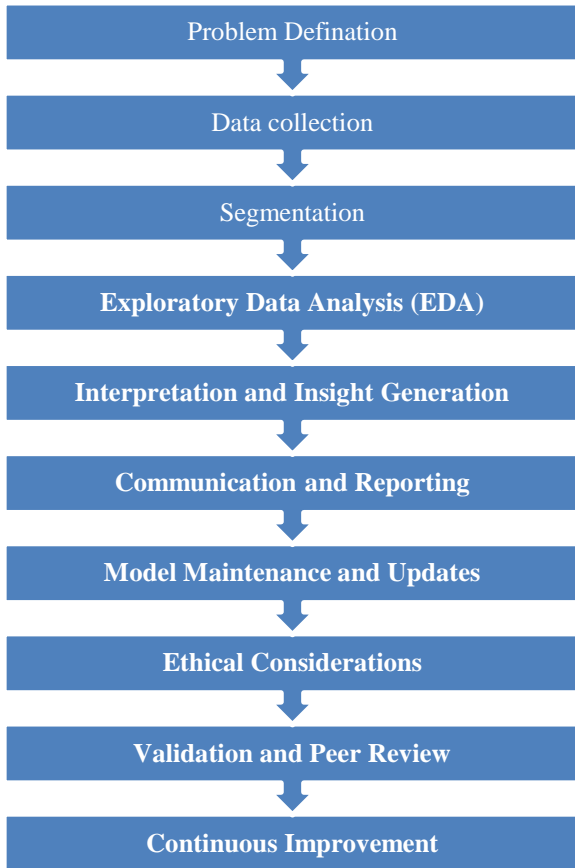 Problem Defination
Data collection
Segmentation
Exploratory Data Analysis (EDA)
Interpretation and Insight Generation
Communication and Reporting
Model Maintenance and Updates
Ethical Considerations
Validation and Peer Review
Continuous Improvement